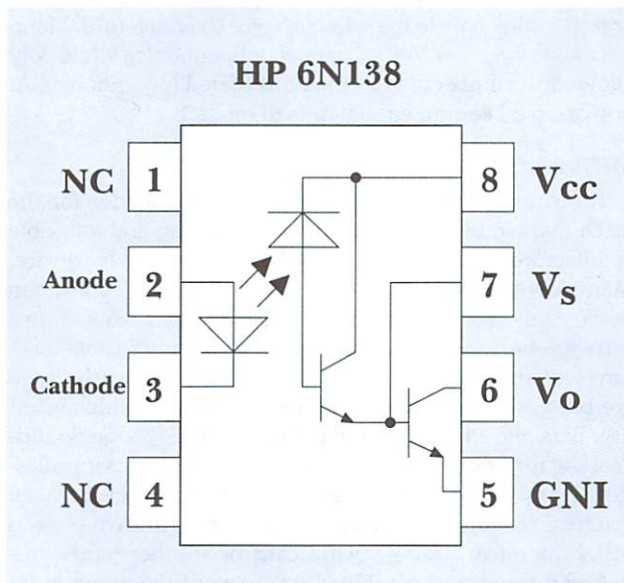 HP 6N138
NC 1
8 Vcc
Anode 2
7 Vs
Cathode 3
6 Vo
NC 4
5 GNI